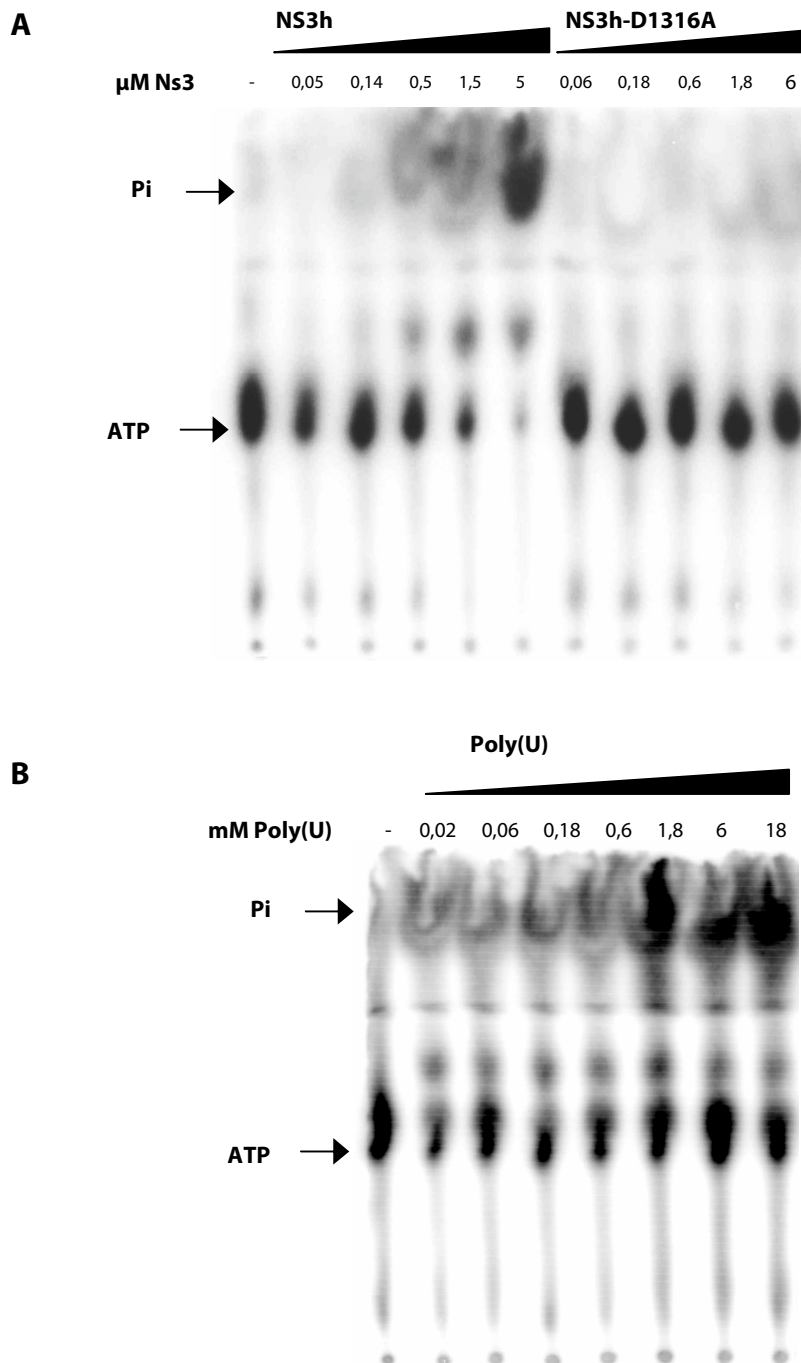 A
NS3h NS3h-D1316A
µM Ns3 - 0,05 0,14 0,5 1,5 5 0,06 0,18 0,6 1,8 6
Pi
ATP
Poly(U)
B
mM Poly(U) - 0,02 0,06 0,18 0,6 1,8 6 18
Pi
ATP